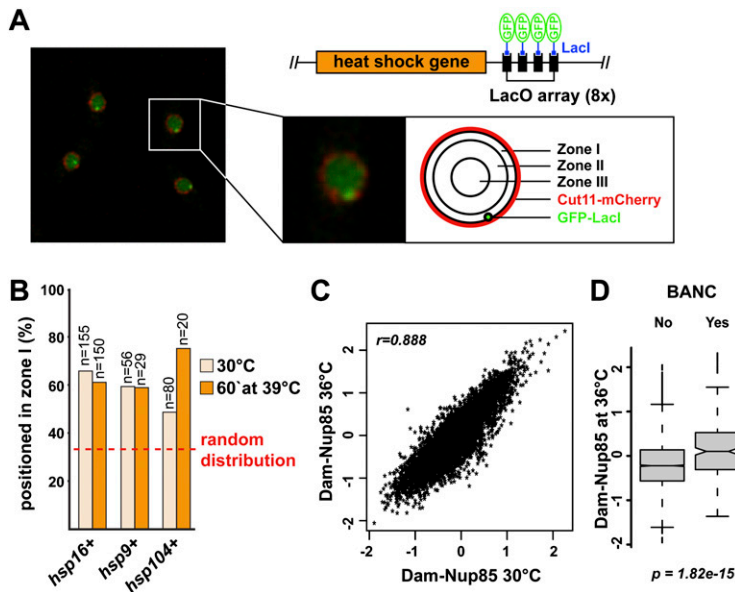 A
GFP GFP GFP GFP
LacI
// heat shock gene //
LacO array (8x)
Zone I
Zone II
Zone III
Cut11-mCherry
GFP-LacI
B
positioned in zone I (%)
100
80
60
40
20
n=155
n=150
n=56
n=29
n=80
n=20
30°C
60`at 39°C
random
distribution
hsp16+
hsp9+
hsp104+
C
r=0.888
Dam-Nup85 36°C
2
1
0
-1
-2
-2 -1 0 1 2
Dam-Nup85 30°C
D
BANC
No Yes
Dam-Nup85 at 36°C
2
1
0
-1
-2
p = 1.82e-15